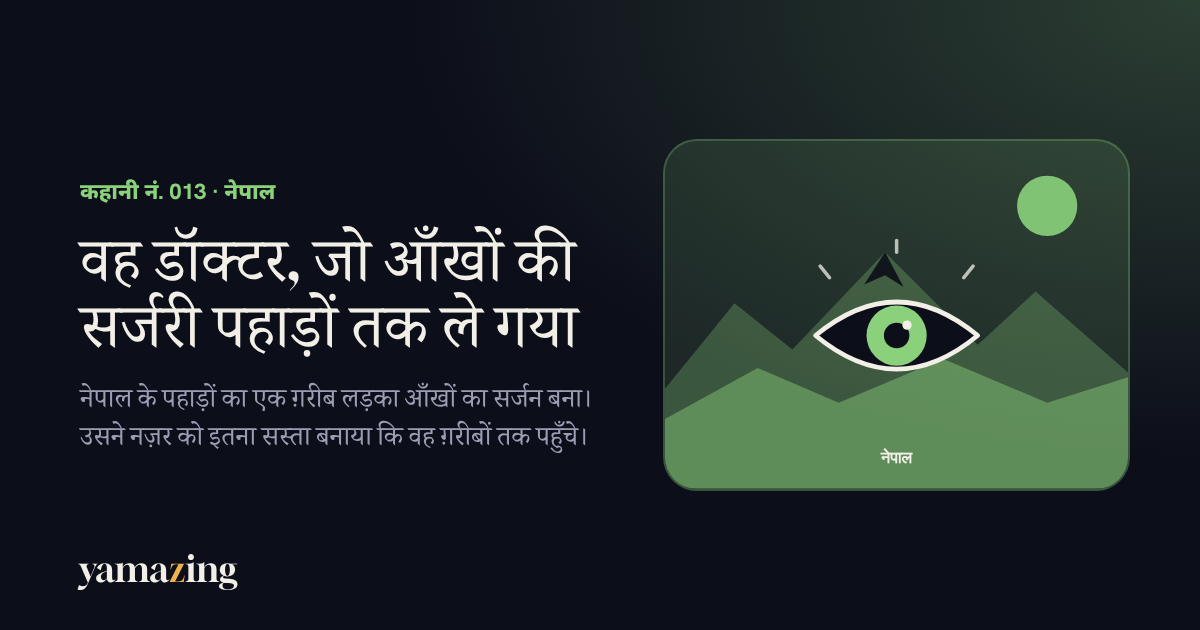 कहानी नं. 013 · नेपाल
वह डॉक्टर, जो आँखों की
सर्जरी पहाड़ों तक ले गया
नेपाल के पहाड़ों का एक ग़रीब लड़का आँखों का सर्जन बना।
उसने नज़र को इतना सस्ता बनाया कि वह ग़रीबों तक पहुँचे।
नेपाल
yamazing